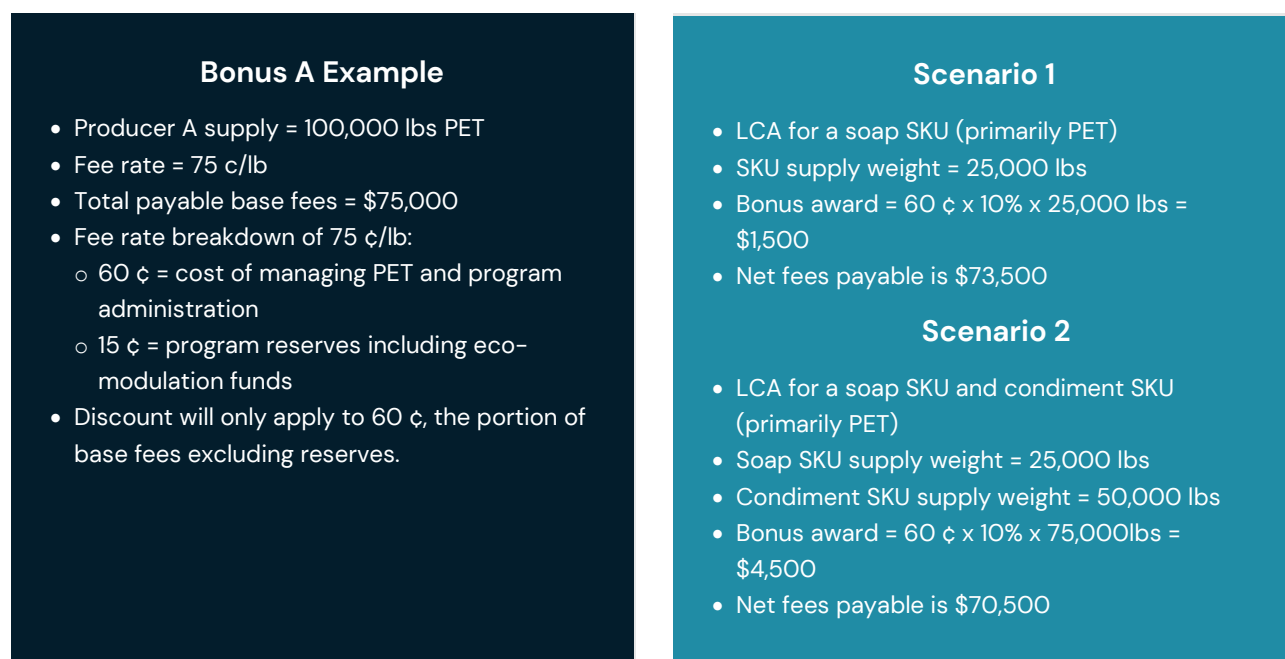 Bonus A Example
• Producer A supply = 100,000 lbs PET
• Fee rate = 75 c/lb
• Total payable base fees = $75,000
• Fee rate breakdown of 75 ¢/lb:
○ 60 ¢ = cost of managing PET and program
administration
○ 15 ¢ = program reserves including eco-
modulation funds
• Discount will only apply to 60 ¢, the portion of
base fees excluding reserves.
Scenario 1
• LCA for a soap SKU (primarily PET)
• SKU supply weight = 25,000 lbs
• Bonus award = 60 ¢ x 10% x 25,000 lbs =
$1,500
• Net fees payable is $73,500
Scenario 2
• LCA for a soap SKU and condiment SKU
(primarily PET)
• Soap SKU supply weight = 25,000 lbs
• Condiment SKU supply weight = 50,000 lbs
• Bonus award = 60 ¢ x 10% x 75,000lbs =
$4,500
• Net fees payable is $70,500